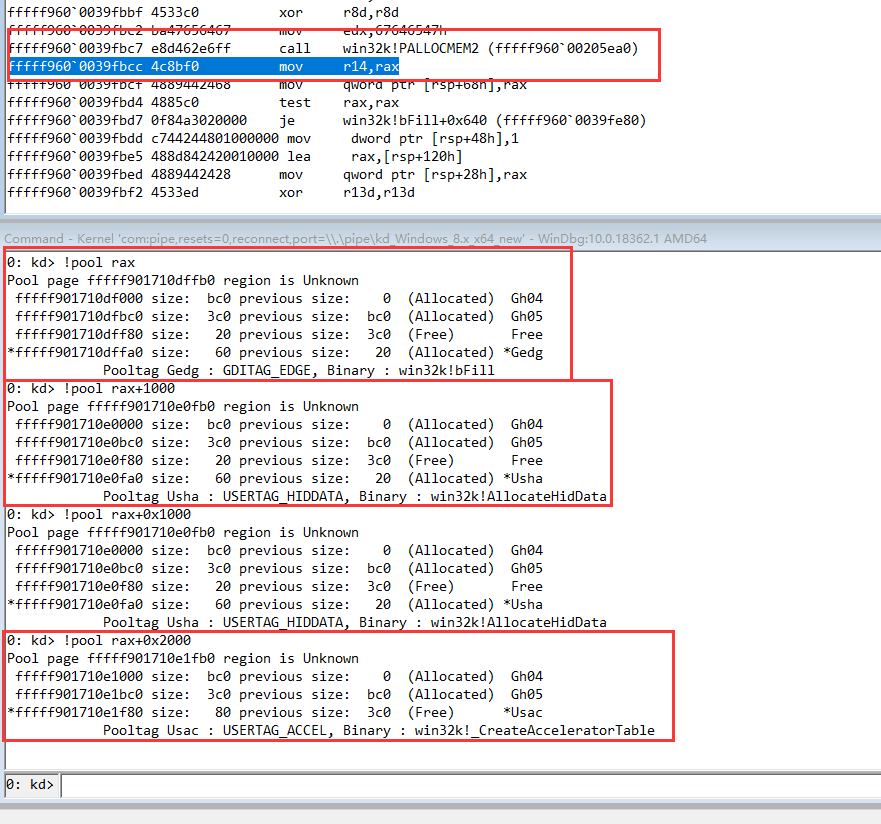 fffff960`0039fbbf 4533c0 xor r8d,r8d
fffff960`0039fbc2 ba47656467 mov edx,67646547h
fffff960`0039fbc7 e8d462e6ff call win32k!PALLOCMEM2 (fffff960`00205ea0)
fffff960`0039fbcc 4c8bf0 mov r14,rax
fffff960`0039fbcf 4889442468 mov qword ptr [rsp+68h],rax
fffff960`0039fbd4 4885c0 test rax,rax
fffff960`0039fbd7 0f84a3020000 je win32k!bFill+0x640 (fffff960`0039fe80)
fffff960`0039fbdd c744244801000000 mov dword ptr [rsp+48h],1
fffff960`0039fbe5 488d842420010000 lea rax,[rsp+120h]
fffff960`0039fbed 4889442428 mov qword ptr [rsp+28h],rax
fffff960`0039fbf2 4533ed xor r13d,r13d
Command - Kernel 'com:pipe,resets=0,reconnect,port=\\.\pipe\kd_Windows_8.x_x64_new' - WinDbg:10.0.18362.1 AMD64
0: kd> !pool rax
Pool page fffff901710dffb0 region is Unknown
fffff901710df000 size: bc0 previous size: 0 (Allocated) Gh04
fffff901710dfbc0 size: 3c0 previous size: bc0 (Allocated) Gh05
fffff901710dff80 size: 20 previous size: 3c0 (Free) Free
*fffff901710dffa0 size: 60 previous size: 20 (Allocated) *Gedg
Pooltag Gedg : GDITAG_EDGE, Binary : win32k!bFill
0: kd> !pool rax+1000
Pool page fffff901710e0fb0 region is Unknown
fffff901710e0000 size: bc0 previous size: 0 (Allocated) Gh04
fffff901710e0bc0 size: 3c0 previous size: bc0 (Allocated) Gh05
fffff901710e0f80 size: 20 previous size: 3c0 (Free) Free
*fffff901710e0fa0 size: 60 previous size: 20 (Allocated) *Usha
Pooltag Usha : USERTAG_HIDDATA, Binary : win32k!AllocateHidData
0: kd> !pool rax+0x1000
Pool page fffff901710e0fb0 region is Unknown
fffff901710e0000 size: bc0 previous size: 0 (Allocated) Gh04
fffff901710e0bc0 size: 3c0 previous size: bc0 (Allocated) Gh05
fffff901710e0f80 size: 20 previous size: 3c0 (Free) Free
*fffff901710e0fa0 size: 60 previous size: 20 (Allocated) *Usha
Pooltag Usha : USERTAG_HIDDATA, Binary : win32k!AllocateHidData
0: kd> !pool rax+0x2000
Pool page fffff901710e1fb0 region is Unknown
fffff901710e1000 size: bc0 previous size: 0 (Allocated) Gh04
fffff901710e1bc0 size: 3c0 previous size: bc0 (Allocated) Gh05
*fffff901710e1f80 size: 80 previous size: 3c0 (Free) *Usac
Pooltag Usac : USERTAG_ACCEL, Binary : win32k!_CreateAcceleratorTable
0: kd>